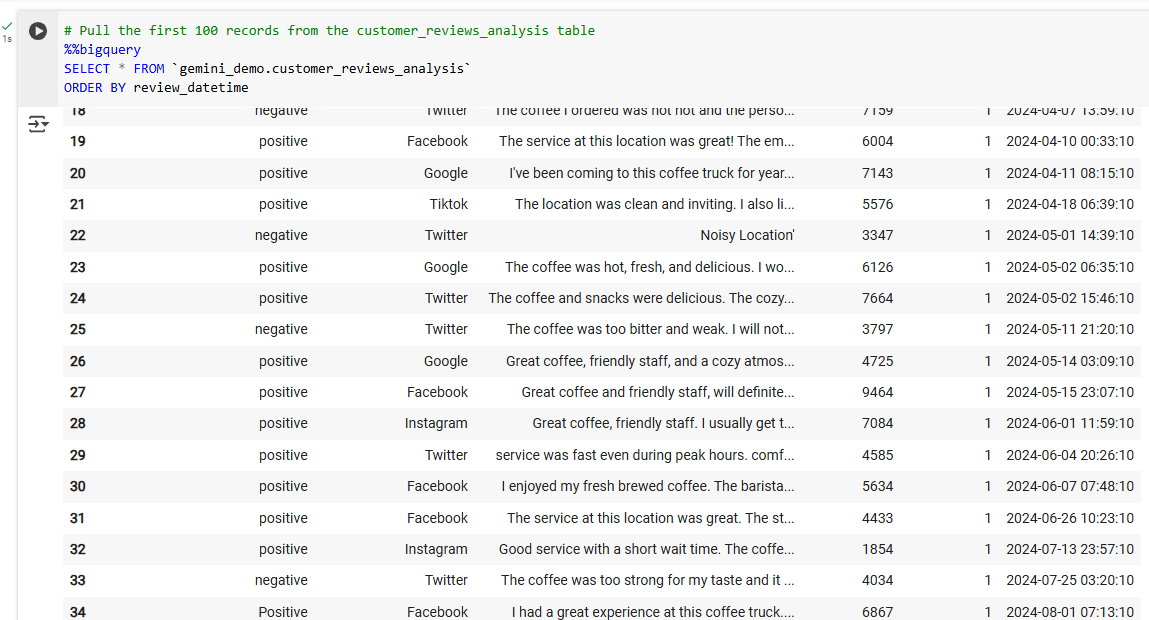 # Pull the first 100 records from the customer_reviews_analysis table
1s
%%bigquery
SELECT * FROM `gemini_demo.customer_reviews_analysis`
ORDER BY review_datetime
18 negative Twitter The coffee I ordered was not hot and the perso... 7159 1 2024-04-07 13:59:10
19 positive Facebook The service at this location was great! The em... 6004 1 2024-04-10 00:33:10
20 positive Google I've been coming to this coffee truck for year... 7143 1 2024-04-11 08:15:10
21 positive Tiktok The location was clean and inviting. I also li... 5576 1 2024-04-18 06:39:10
22 negative Twitter Noisy Location' 3347 1 2024-05-01 14:39:10
23 positive Google The coffee was hot, fresh, and delicious. I wo... 6126 1 2024-05-02 06:35:10
24 positive Twitter The coffee and snacks were delicious. The cozy... 7664 1 2024-05-02 15:46:10
25 negative Twitter The coffee was too bitter and weak. I will not... 3797 1 2024-05-11 21:20:10
26 positive Google Great coffee, friendly staff, and a cozy atmos... 4725 1 2024-05-14 03:09:10
27 positive Facebook Great coffee and friendly staff, will definite... 9464 1 2024-05-15 23:07:10
28 positive Instagram Great coffee, friendly staff. I usually get t... 7084 1 2024-06-01 11:59:10
29 positive Twitter service was fast even during peak hours. comf... 4585 1 2024-06-04 20:26:10
30 positive Facebook I enjoyed my fresh brewed coffee. The barista... 5634 1 2024-06-07 07:48:10
31 positive Facebook The service at this location was great. The st... 4433 1 2024-06-26 10:23:10
32 positive Instagram Good service with a short wait time. The coffe... 1854 1 2024-07-13 23:57:10
33 negative Twitter The coffee was too strong for my taste and it ... 4034 1 2024-07-25 03:20:10
34 Positive Facebook I had a great experience at this coffee truck.... 6867 1 2024-08-01 07:13:10